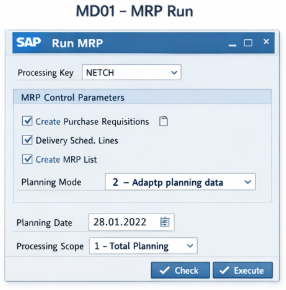 MD01 – MRP Run
SAP Run MRP
Processing Key NETCH
MRP Control Parameters
Create Purchase Requisitions
Delivery Sched. Lines
Create MRP List
Planning Mode 2 – Adaptp planning data
Planning Date 28.01.2022
Processing Scope 1 – Total Planning
Check Execute